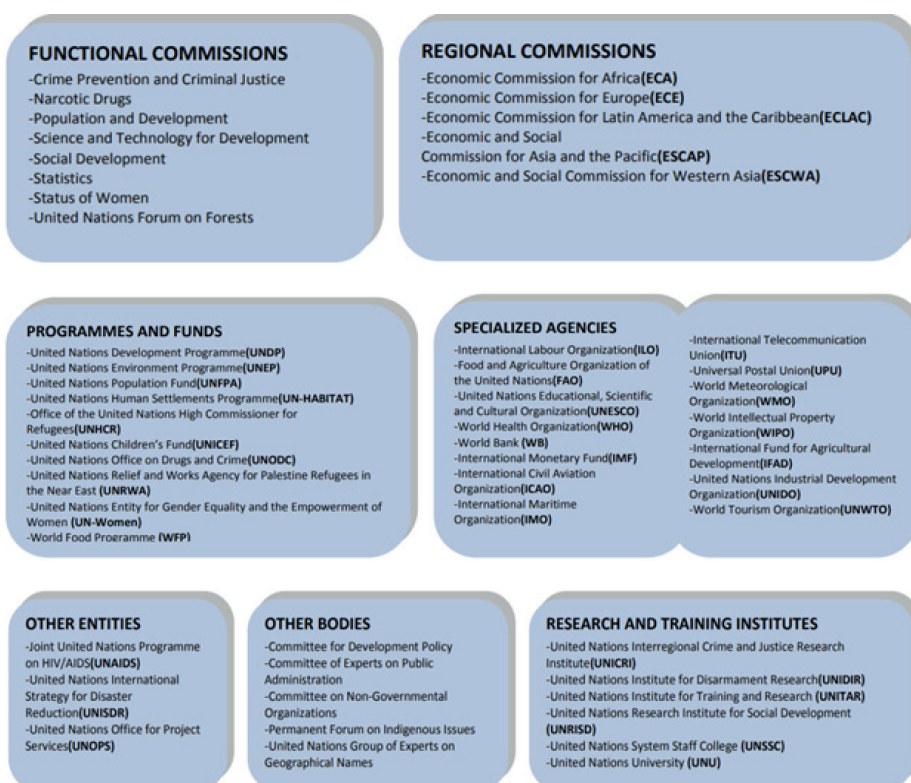 FUNCTIONAL COMMISSIONS
-Crime Prevention and Criminal Justice
-Narcotic Drugs
-Population and Development
-Science and Technology for Development
-Social Development
-Statistics
-Status of Women
-United Nations Forum on Forests
REGIONAL COMMISSIONS
-Economic Commission for Africa(ECA)
-Economic Commission for Europe(ECE)
-Economic Commission for Latin America and the Caribbean(ECLAC)
-Economic and Social
Commission for Asia and the Pacific(ESCAP)
-Economic and Social Commission for Western Asia(ESCWA)
PROGRAMMES AND FUNDS
-United Nations Development Programme(UNDP)
-United Nations Environment Programme(UNEP)
-United Nations Population Fund(UNFPA)
-United Nations Human Settlements Programme(UN-HABITAT)
-Office of the United Nations High Commissioner for
Refugees(UNHCR)
-United Nations Children's Fund(UNICEF)
-United Nations Office on Drugs and Crime(UNODC)
-United Nations Relief and Works Agency for Palestine Refugees in
the Near East (UNRWA)
-United Nations Entity for Gender Equality and the Empowerment of
Women (UN-Women)
-World Food Programme (WFP)
SPECIALIZED AGENCIES
-International Labour Organization(ILO)
-Food and Agriculture Organization of
the United Nations(FAO)
-United Nations Educational, Scientific
and Cultural Organization(UNESCO)
-World Health Organization(WHO)
-World Bank (WB)
-International Monetary Fund(IMF)
-International Civil Aviation
Organization(ICAO)
-International Maritime
Organization(IMO)
-International Telecommunication
Union(ITU)
-Universal Postal Union(UPU)
-World Meteorological
Organization(WMO)
-World Intellectual Property
Organization(WIPO)
-International Fund for Agricultural
Development(IFAD)
-United Nations Industrial Development
Organization(UNIDO)
-World Tourism Organization(UNWTO)
OTHER ENTITIES
-Joint United Nations Programme
on HIV/AIDS(UNAIDS)
-United Nations International
Strategy for Disaster
Reduction(UNISDR)
-United Nations Office for Project
Services(UNOPS)
OTHER BODIES
-Committee for Development Policy
-Committee of Experts on Public
Administration
-Committee on Non-Governmental
Organizations
-Permanent Forum on Indigenous Issues
-United Nations Group of Experts on
Geographical Names
RESEARCH AND TRAINING INSTITUTES
-United Nations Interregional Crime and Justice Research
Institute(UNICRI)
-United Nations Institute for Disarmament Research(UNIDIR)
-United Nations Institute for Training and Research (UNITAR)
-United Nations Research Institute for Social Development
(UNRISD)
-United Nations System Staff College (UNSSC)
-United Nations University (UNU)